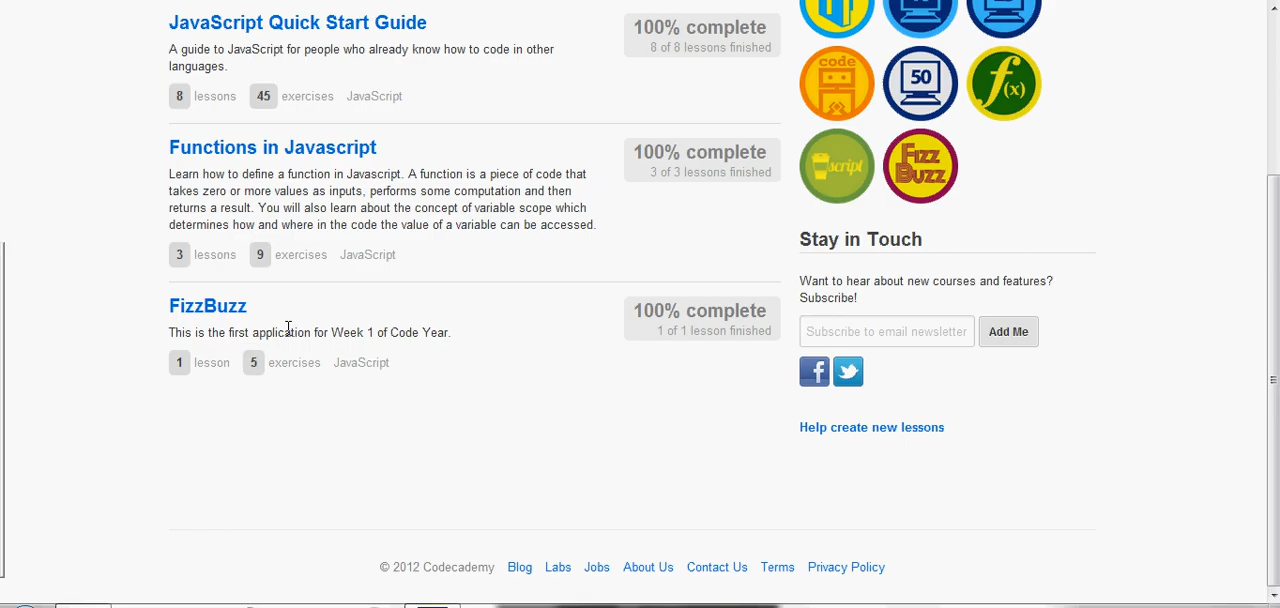 JavaScript Quick Start Guide
100% complete
8 of 8 lessons finished
A guide to JavaScript for people who already know how to code in other
languages.
8 lessons 45 exercises JavaScript
Functions in Javascript
100% complete
3 of 3 lessons finished
Learn how to define a function in Javascript. A function is a piece of code that
takes zero or more values as inputs, performs some computation and then
returns a result. You will also learn about the concept of variable scope which
determines how and where in the code the value of a variable can be accessed.
3 lessons 9 exercises JavaScript
FizzBuzz
100% complete
1 of 1 lesson finished
This is the first application for Week 1 of Code Year.
1 lesson 5 exercises JavaScript
code
50
f(x)
script
FIZZ
BUZZ
Stay in Touch
Want to hear about new courses and features?
Subscribe!
Subscribe to email newsletter Add Me
Help create new lessons
© 2012 Codecademy Blog Labs Jobs About Us Contact Us Terms Privacy Policy